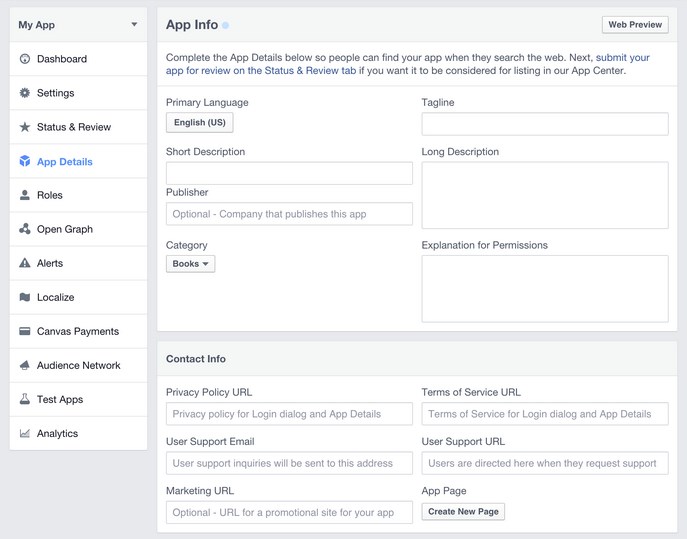 My App
Dashboard
Settings
Status & Review
App Details
Roles
Open Graph
Alerts
Localize
Canvas Payments
Audience Network
Test Apps
Analytics
App Info
Web Preview
Complete the App Details below so people can find your app when they search the web. Next, submit your
app for review on the Status & Review tab if you want it to be considered for listing in our App Center.
Primary Language
English (US)
Tagline
Short Description
Long Description
Publisher
Optional - Company that publishes this app
Category
Books
Explanation for Permissions
Contact Info
Privacy Policy URL
Privacy policy for Login dialog and App Details
Terms of Service URL
Terms of Service for Login dialog and App Details
User Support Email
User support inquiries will be sent to this address
User Support URL
Users are directed here when they request support
Marketing URL
Optional - URL for a promotional site for your app
App Page
Create New Page